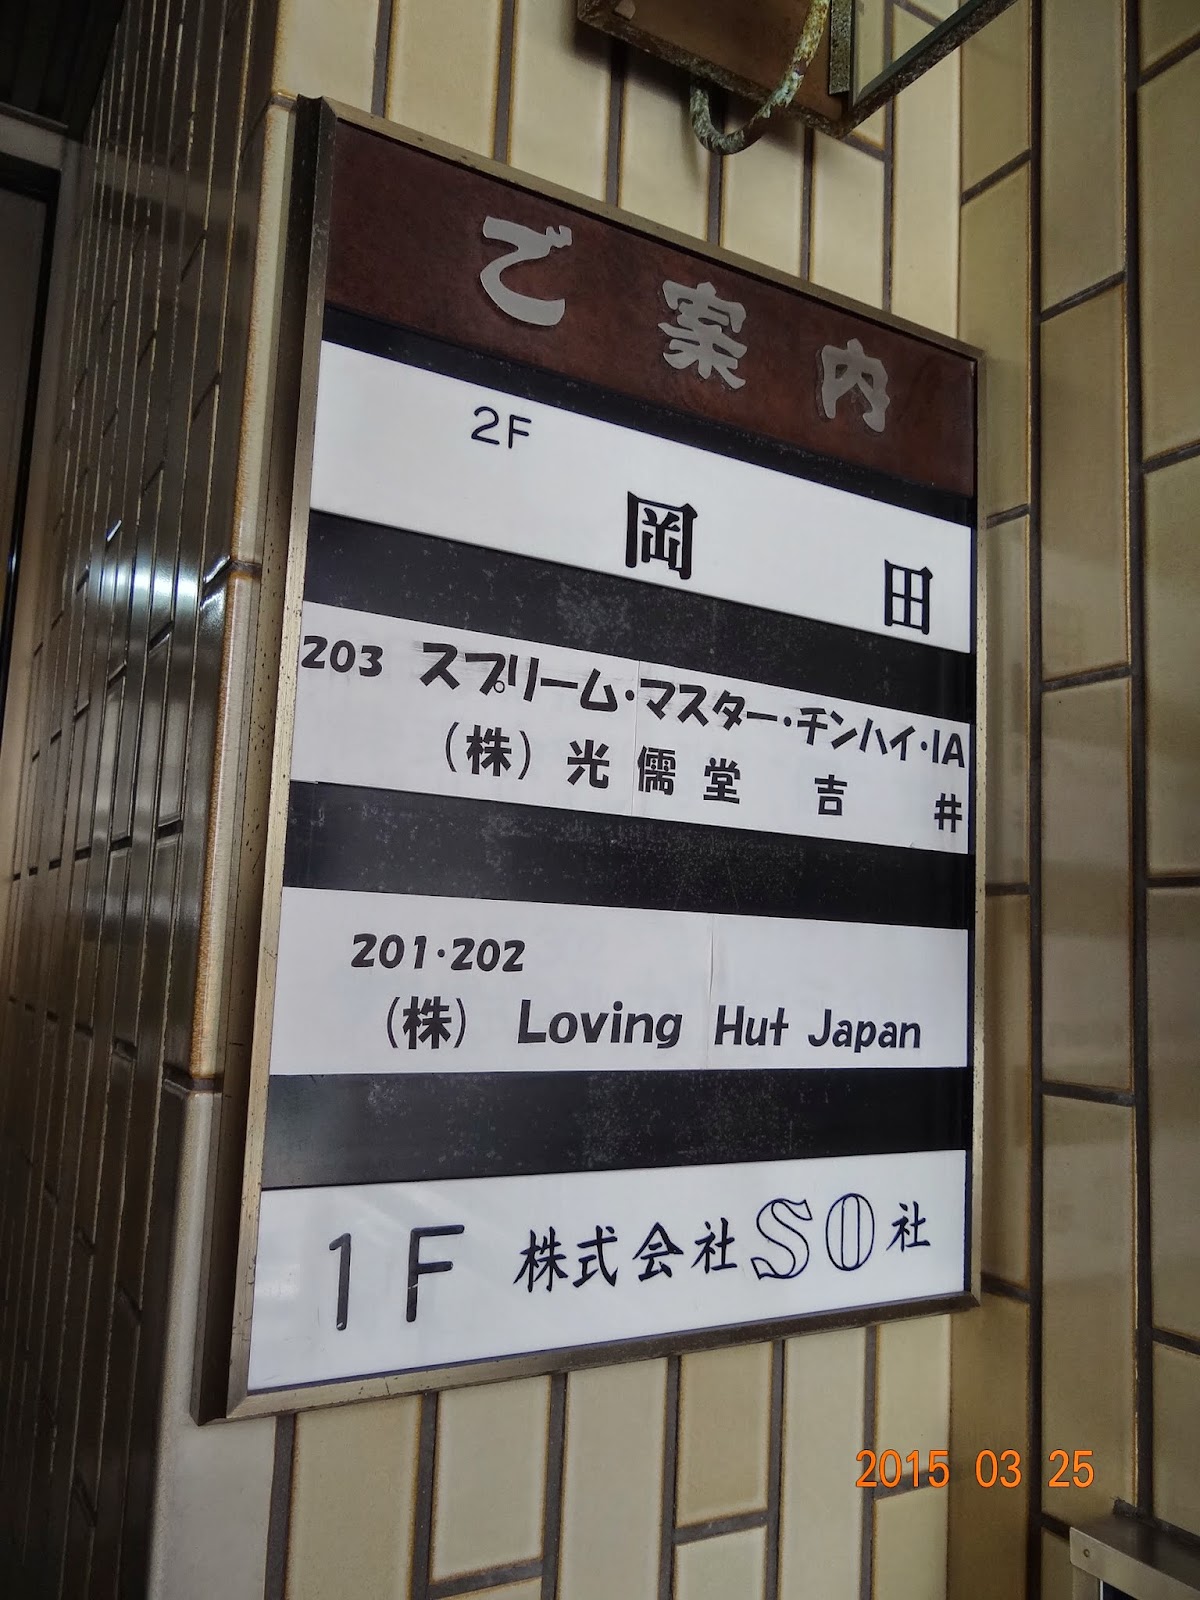 ご案内
2F
岡田
203 スプリーム・マスター・チンハイ・IA
(株) 光儒堂 吉井
201・202
(株) Loving Hut Japan
1F 株式会社SO社
2015 03 25